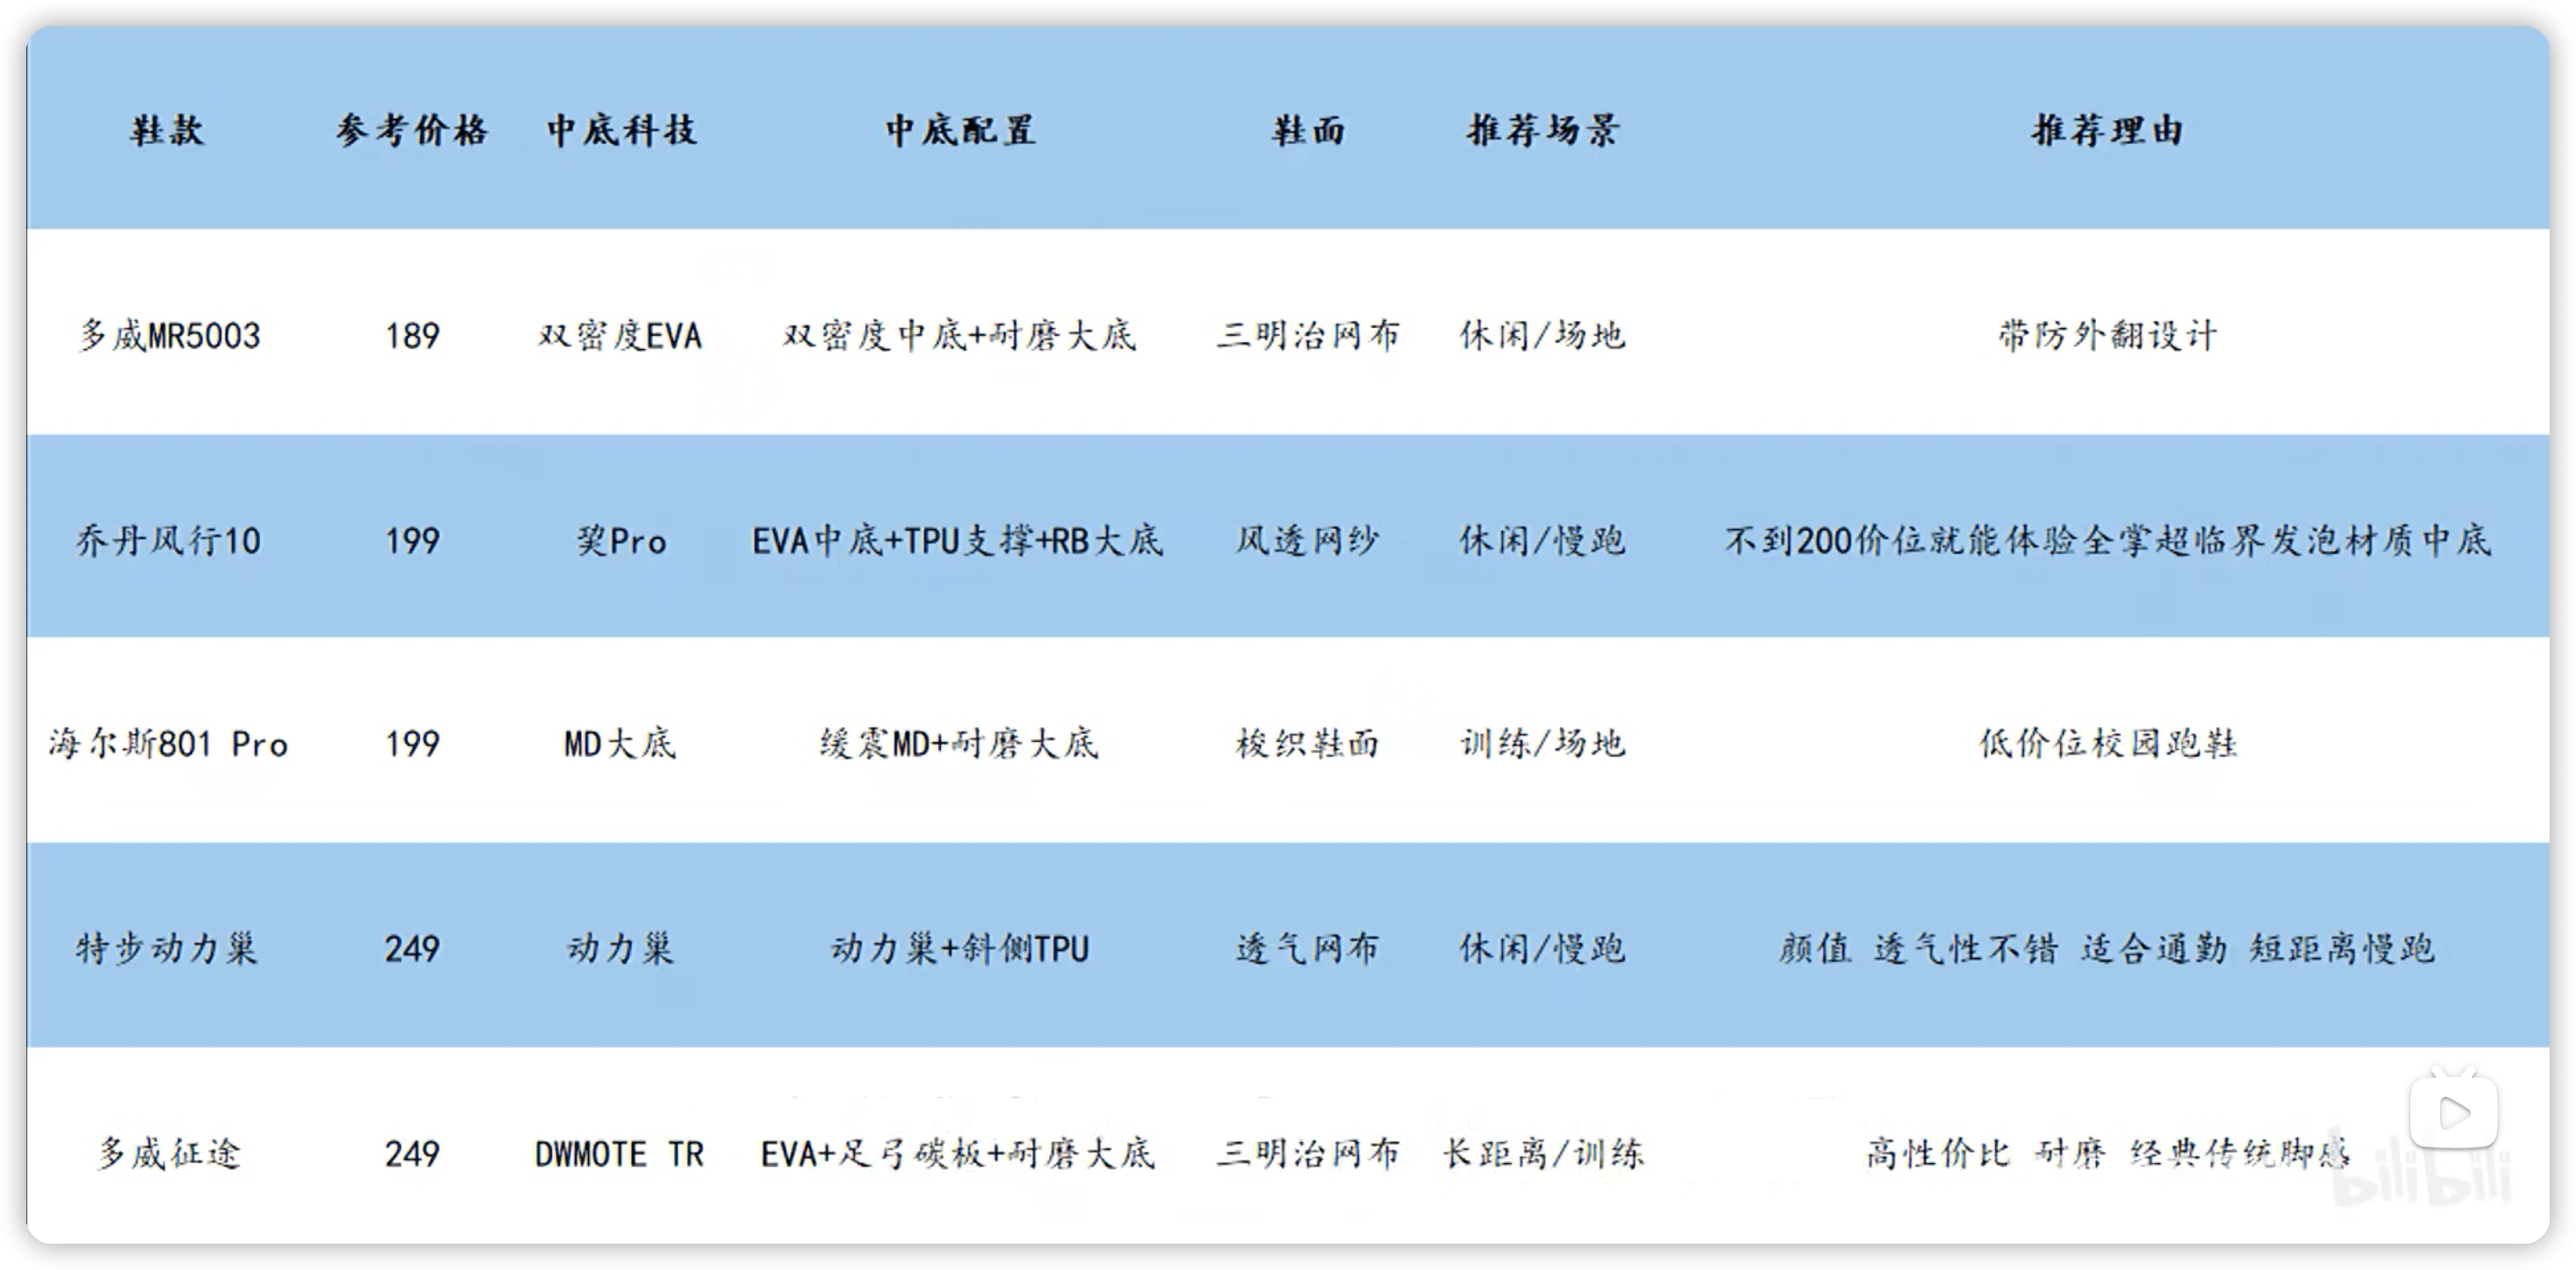 鞋款 参考价格 中底科技 中底配置 鞋面 推荐场景 推荐理由
多威MR5003 189 双密度EVA 双密度中底+耐磨大底 三明治网布 休闲/场地 带防外翻设计
乔丹风行10 199 巭Pro EVA中底+TPU支撑+RB大底 风透网纱 休闲/慢跑 不到200价位就能体验全掌超临界发泡材质中底
海尔斯801 Pro 199 MD大底 缓震MD+耐磨大底 梭织鞋面 训练/场地 低价位校园跑鞋
特步动力巢 249 动力巢 动力巢+斜侧TPU 透气网布 休闲/慢跑 颜值 透气性不错 适合通勤 短距离慢跑
多威征途 249 DWMOTE TR EVA+足弓碳板+耐磨大底 三明治网布 长距离/训练 高性价比 耐磨 经典传统脚感
bilibili